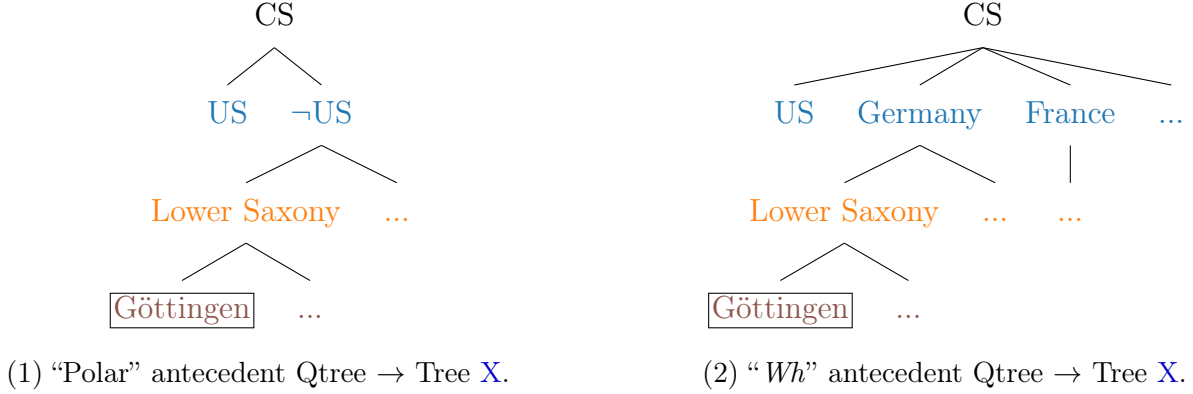 CS
US ¬US
Lower Saxony ...
Göttingen ...
(1) “Polar” antecedent Qtree → Tree X.
CS
US Germany France ...
Lower Saxony ... ...
Göttingen ...
(2) “Wh” antecedent Qtree → Tree X.